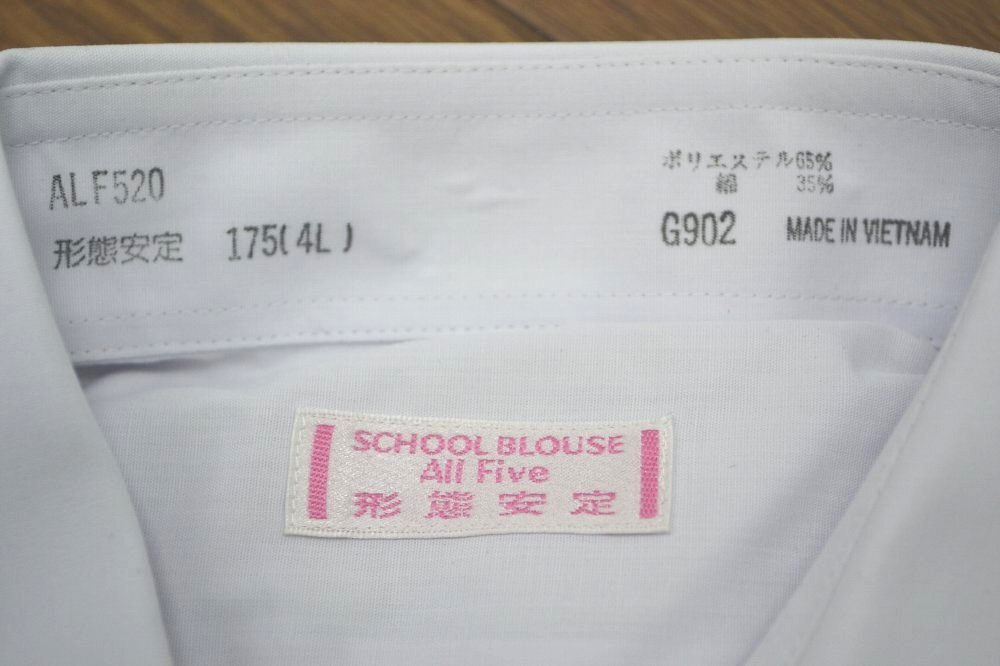 ALF520
形態安定 175(4L)
ポリエステル65%
綿 35%
G902 MADE IN VIETNAM
SCHOOL BLOUSE
All Five
形態安定